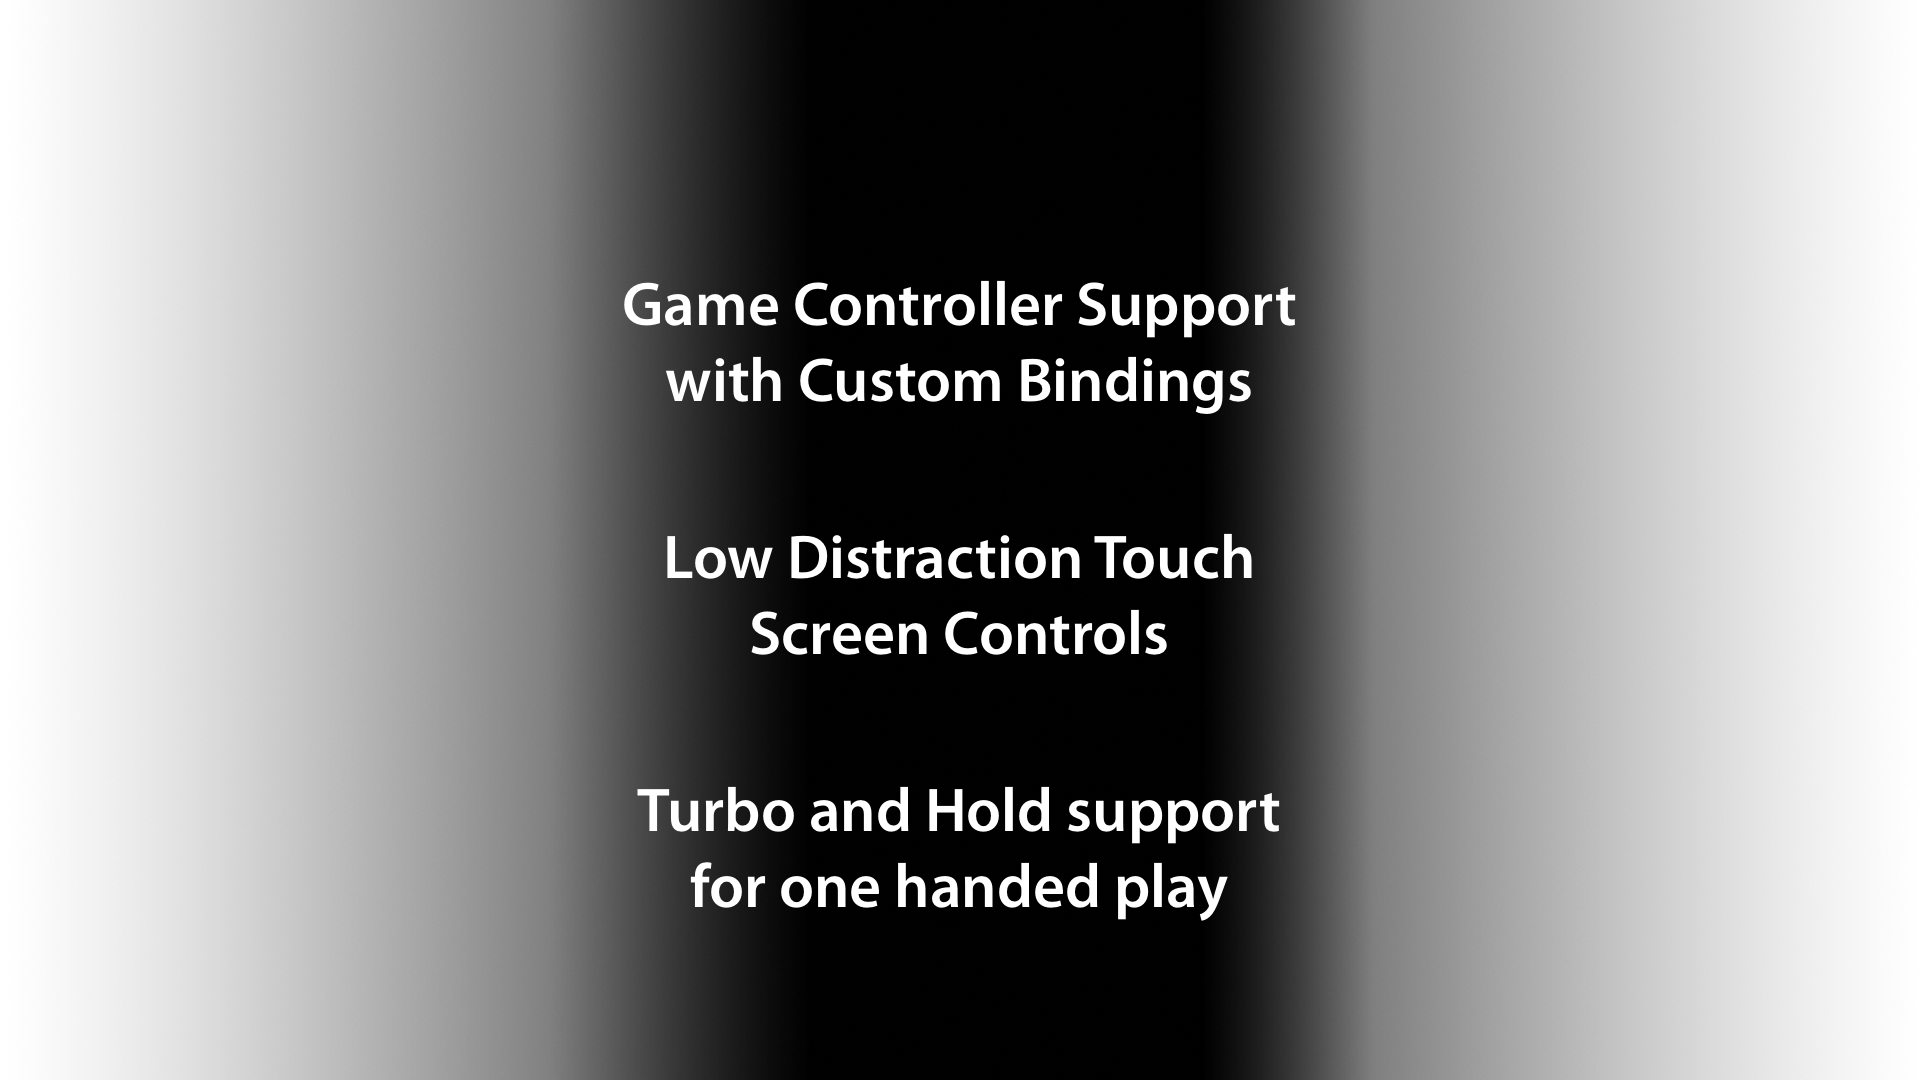 Game Controller Support
with Custom Bindings
Low Distraction Touch
Screen Controls
Turbo and Hold support
for one handed play